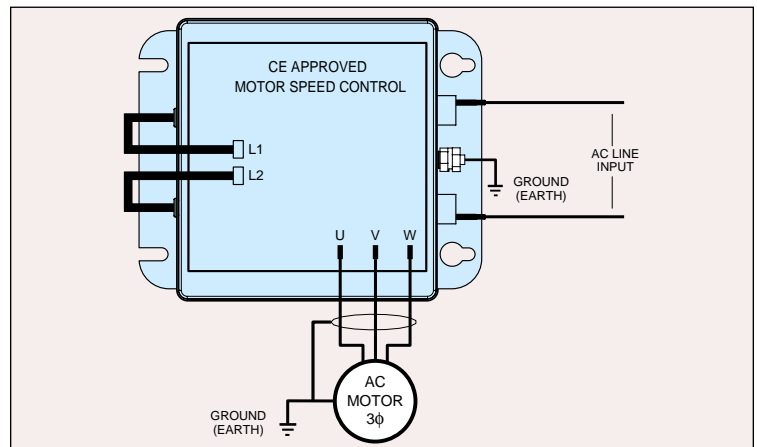 CE APPROVED
MOTOR SPEED CONTROL
L1
L2
AC LINE
INPUT
GROUND
(EARTH)
U V W
AC
MOTOR
3ϕ
GROUND
(EARTH)